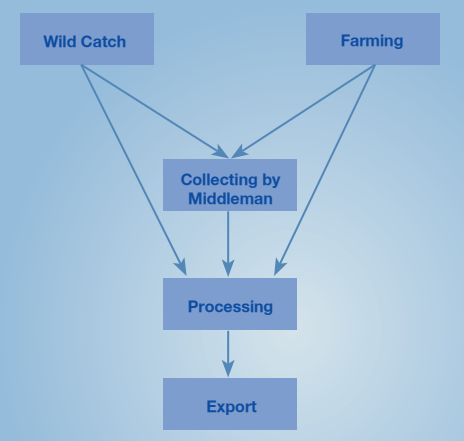 Wild Catch
Farming
Collecting by
Middleman
Processing
Export